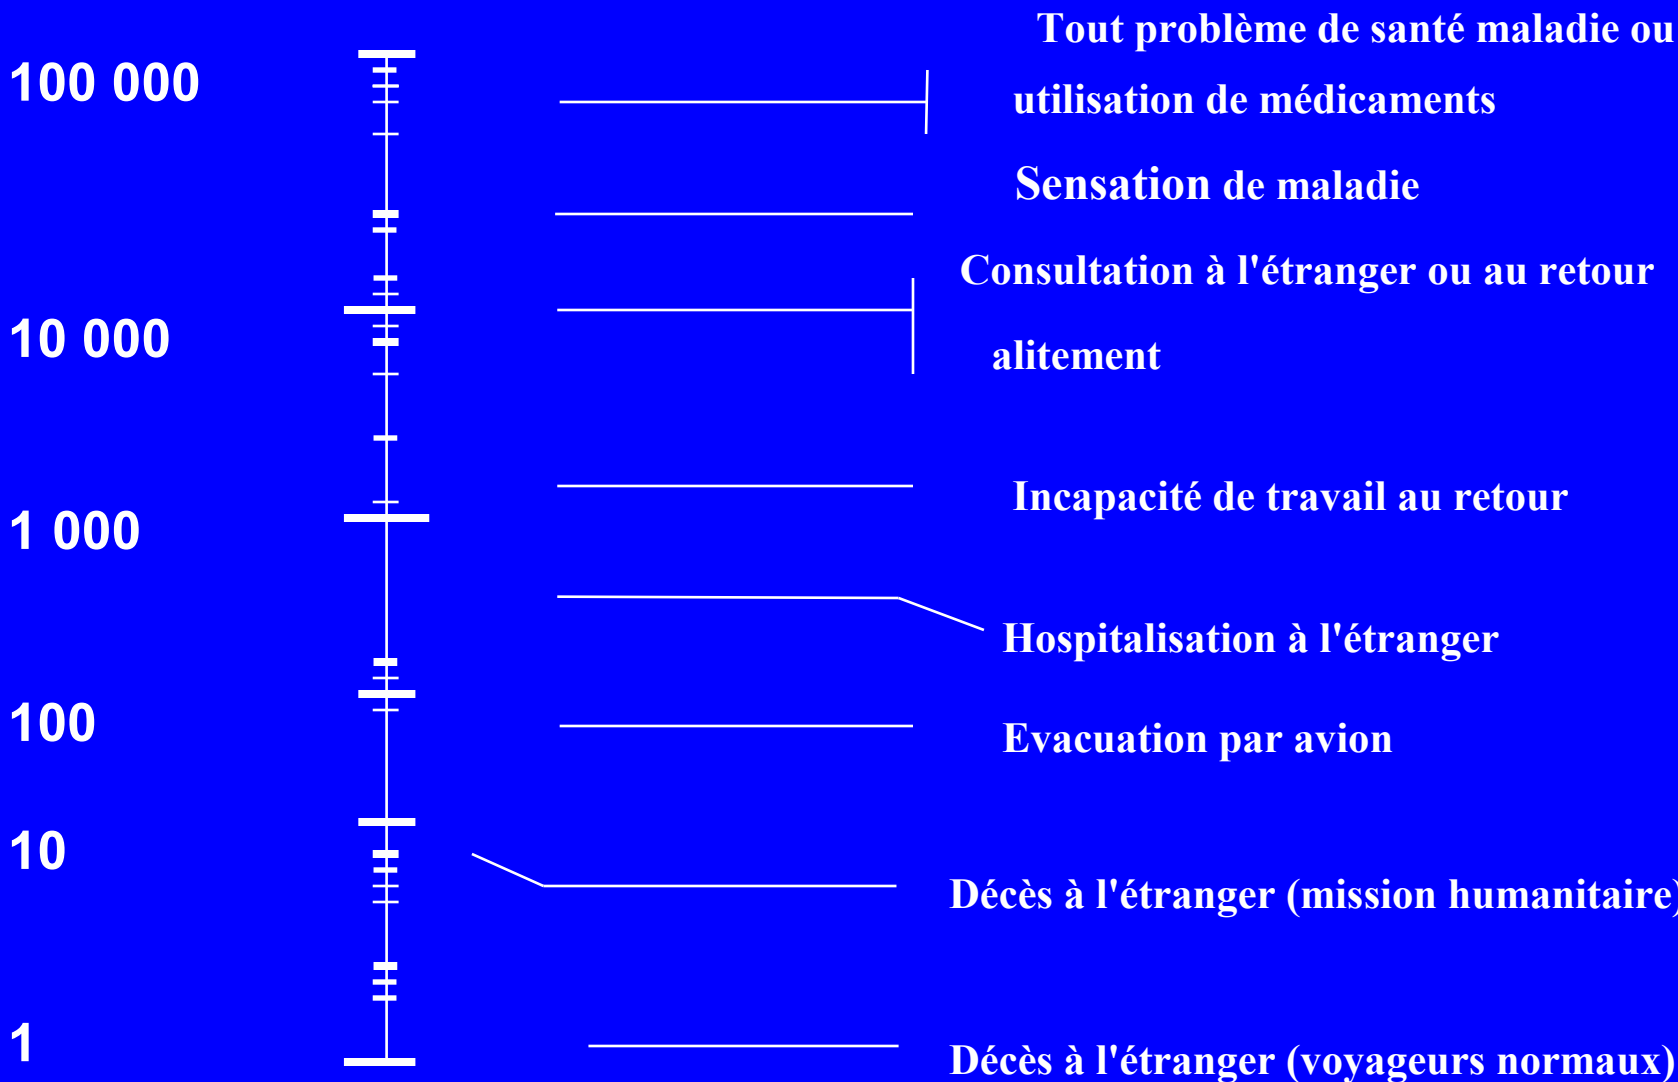 Tout problème de santé maladie ou
100 000
utilisation de médicaments
Sensation de maladie
Consultation à l'étranger ou au retour
10 000
alitement
Incapacité de travail au retour
1 000
Hospitalisation à l'étranger
100
Evacuation par avion
10
Décès à l'étranger (mission humanitaire)
1
Décès à l'étranger (voyageurs normaux)